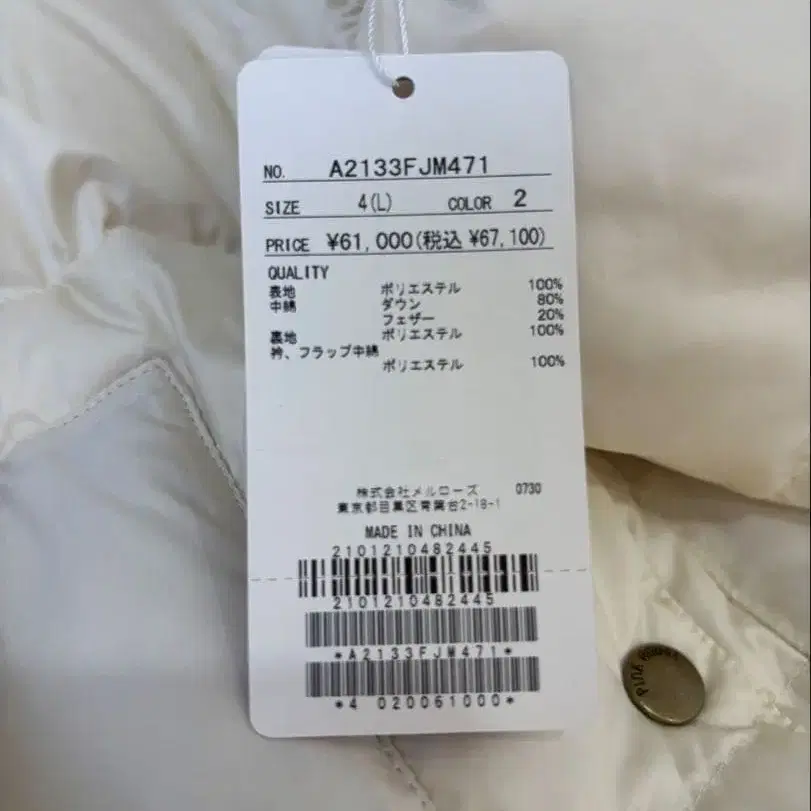 NO. A2133FJM471
SIZE 4(L) COLOR 2
PRICE ¥61,000(税込 ¥67,100)
QUALITY
表地 ポリエステル 100%
中綿 ダウン 80%
フェザー 20%
裏地 ポリエステル 100%
衿、フラップ中綿
ポリエステル 100%
株式会社メルローズ 0730
東京都目黒区青葉台2-18-1
MADE IN CHINA
2101210482445
2101210482445
*A2133FJM471*
*4 020061000*
PINK HOUSE